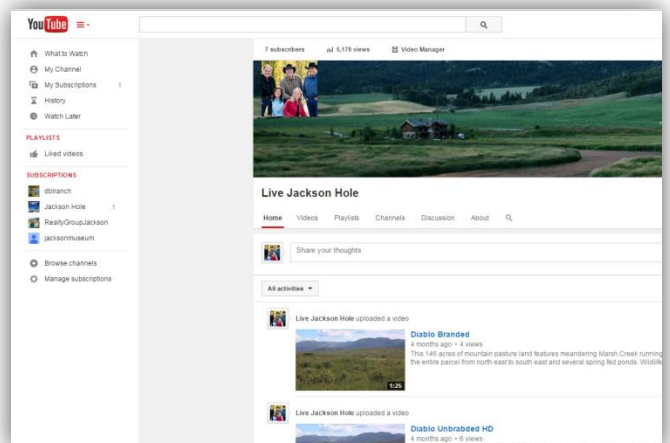 YouTube
What to Watch
My Channel
My Subscriptions 1
History
Watch Later
PLAYLISTS
Liked videos
SUBSCRIPTIONS
dblranch
Jackson Hole 1
RealtyGroupJackson
jacksonmuseum
Browse channels
Manage subscriptions
7 subscribers 5,178 views Video Manager
Live Jackson Hole
Home Videos Playlists Channels Discussion About
Share your thoughts
All activities
Live Jackson Hole uploaded a video
Diablo Branded
4 months ago • 4 views
This 146 acres of mountain pasture land features meandering Marsh Creek running
the entire parcel from north east to south east and several spring fed ponds. Wildlife
1:25
Live Jackson Hole uploaded a video
Diablo Unbrabded HD
4 months ago • 6 views